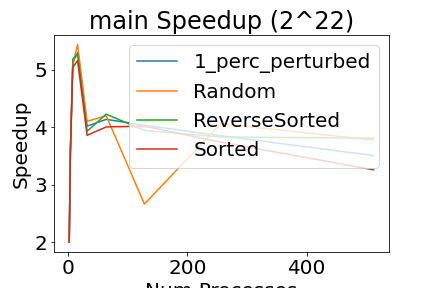 main Speedup (2^22)
Speedup
5
4
3
2
1_perc_perturbed
Random
ReverseSorted
Sorted
0
200
400
Num Processes